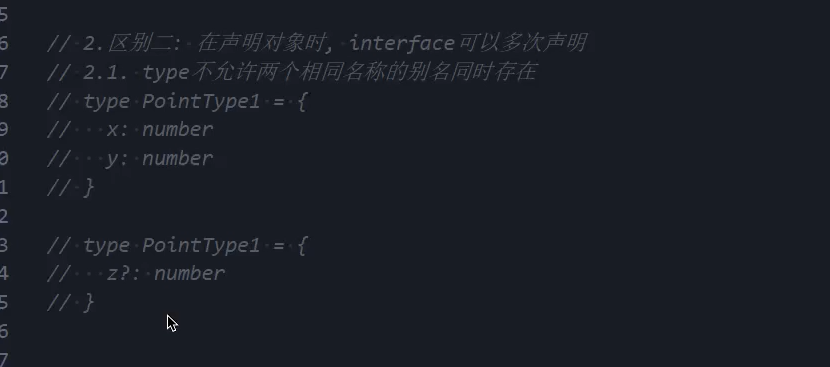 5
6 // 2.区别二: 在声明对象时, interface可以多次声明
7 // 2.1. type不允许两个相同名称的别名同时存在
8 // type PointType1 = {
9 //   x: number
0 //   y: number
1 // }
2
3 // type PointType1 = {
4 //   z?: number
5 // }
6
7